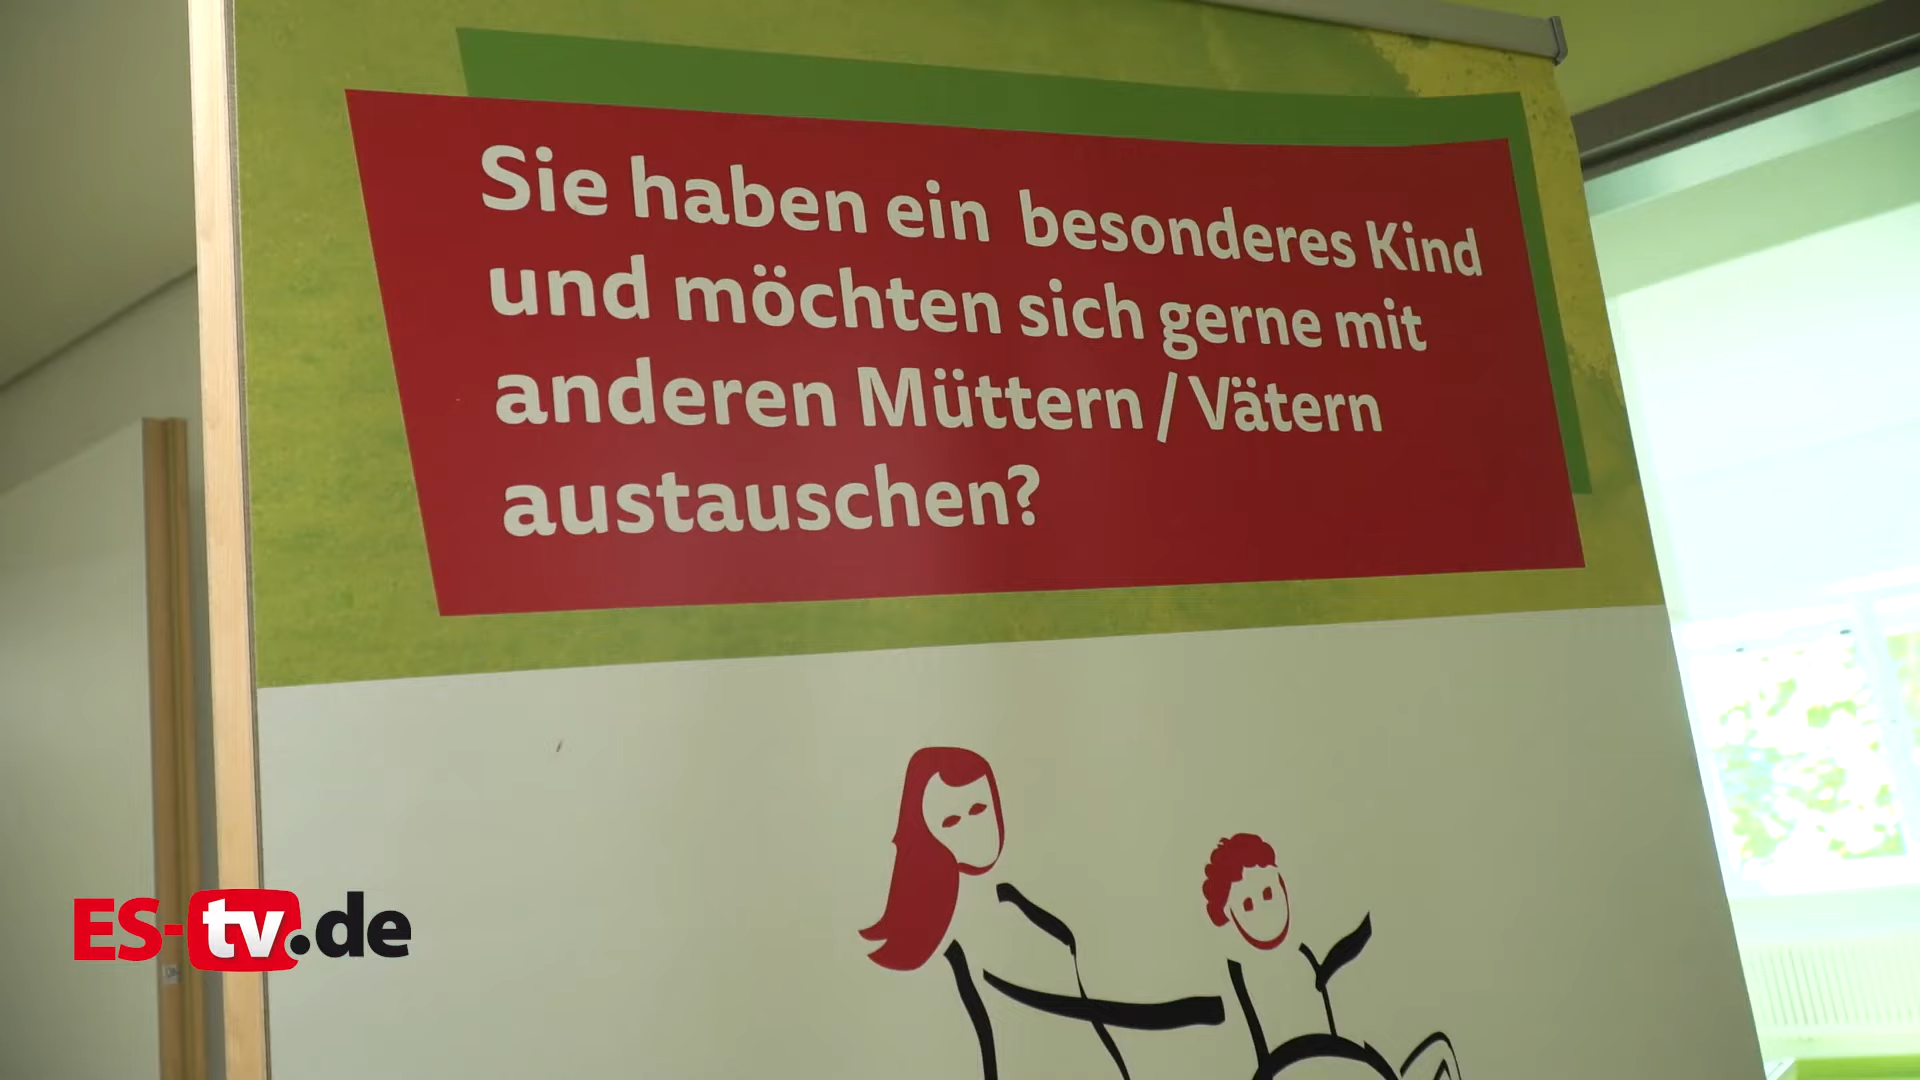 Sie haben ein besonderes Kind
und möchten sich gerne mit
anderen Müttern / Vätern
austauschen?
ES-tv.de